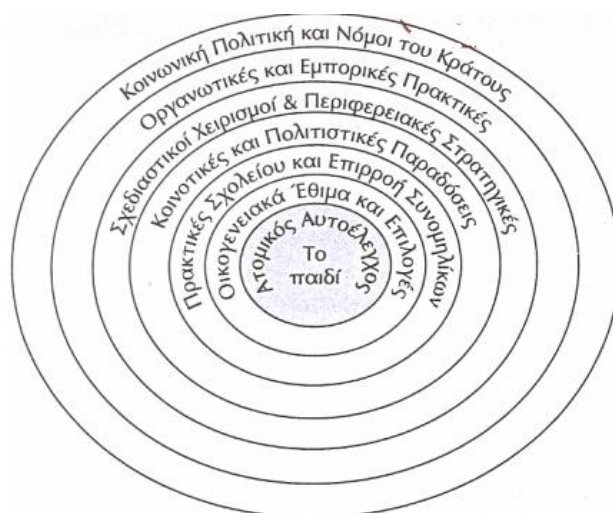 Κοινωνική Πολιτική και Νόμοι του Κράτους
Οργανωτικές και Εμπορικές Πρακτικές
Σχεδιαστικοί Χειρισμοί & Περιφερειακές Στρατηγικές
Κοινοτικές και Πολιτιστικές Παραδόσεις
Πρακτικές Σχολείου και Επιρροή Συνομηλίκων
Οικογενειακά Έθιμα και Επιλογές
Ατομικός Αυτοέλεγχος
Το
παιδί